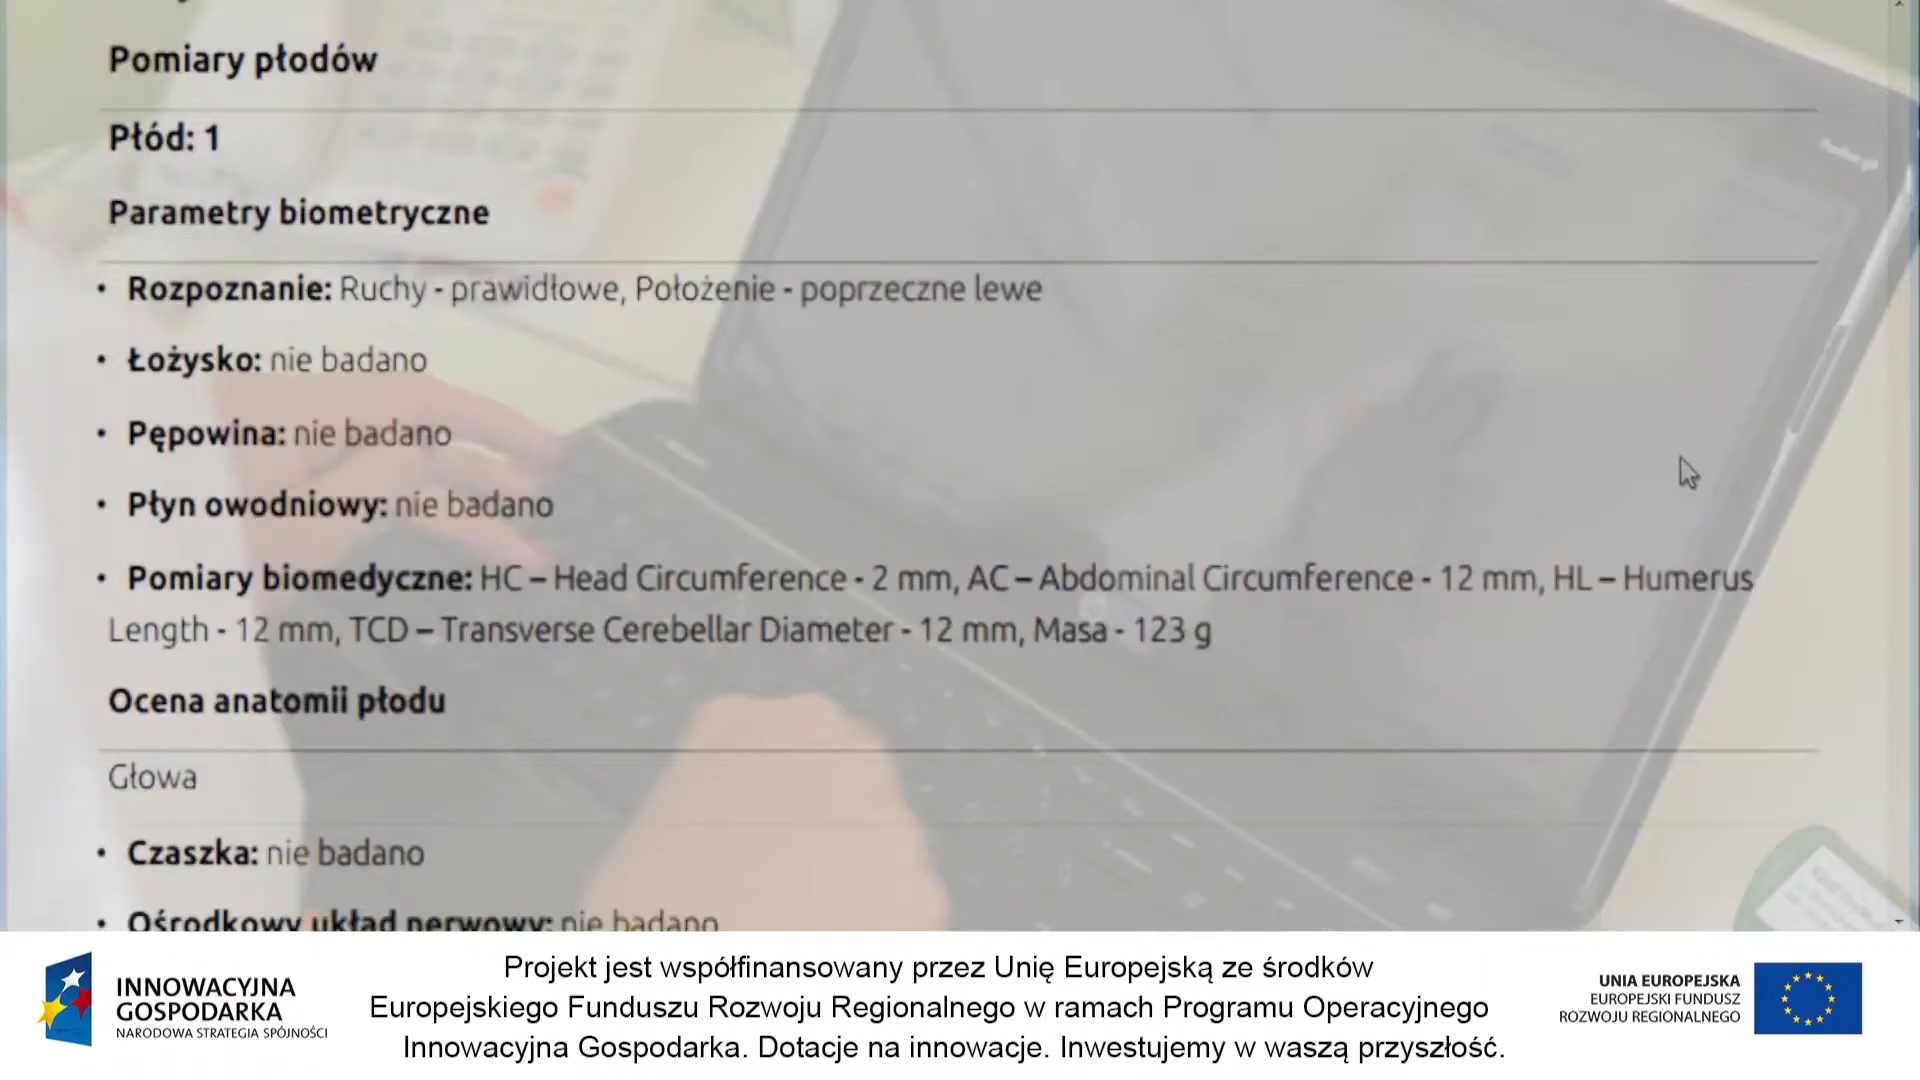 Pomiary płodów
Płód: 1
Parametry biometryczne
• Rozpoznanie: Ruchy - prawidłowe, Położenie - poprzeczne lewe
• Łożysko: nie badano
• Pępowina: nie badano
• Płyn owodniowy: nie badano
• Pomiary biomedyczne: HC – Head Circumference - 2 mm, AC – Abdominal Circumference - 12 mm, HL – Humerus
Length - 12 mm, TCD – Transverse Cerebellar Diameter - 12 mm, Masa - 123 g
Ocena anatomii płodu
Głowa
• Czaszka: nie badano
• Ośrodkowy układ nerwowy: nie badano
INNOWACYJNA
GOSPODARKA
NARODOWA STRATEGIA SPÓJNOŚCI
Projekt jest współfinansowany przez Unię Europejską ze środków
Europejskiego Funduszu Rozwoju Regionalnego w ramach Programu Operacyjnego
Innowacyjna Gospodarka. Dotacje na innowacje. Inwestujemy w waszą przyszłość.
UNIA EUROPEJSKA
EUROPEJSKI FUNDUSZ
ROZWOJU REGIONALNEGO